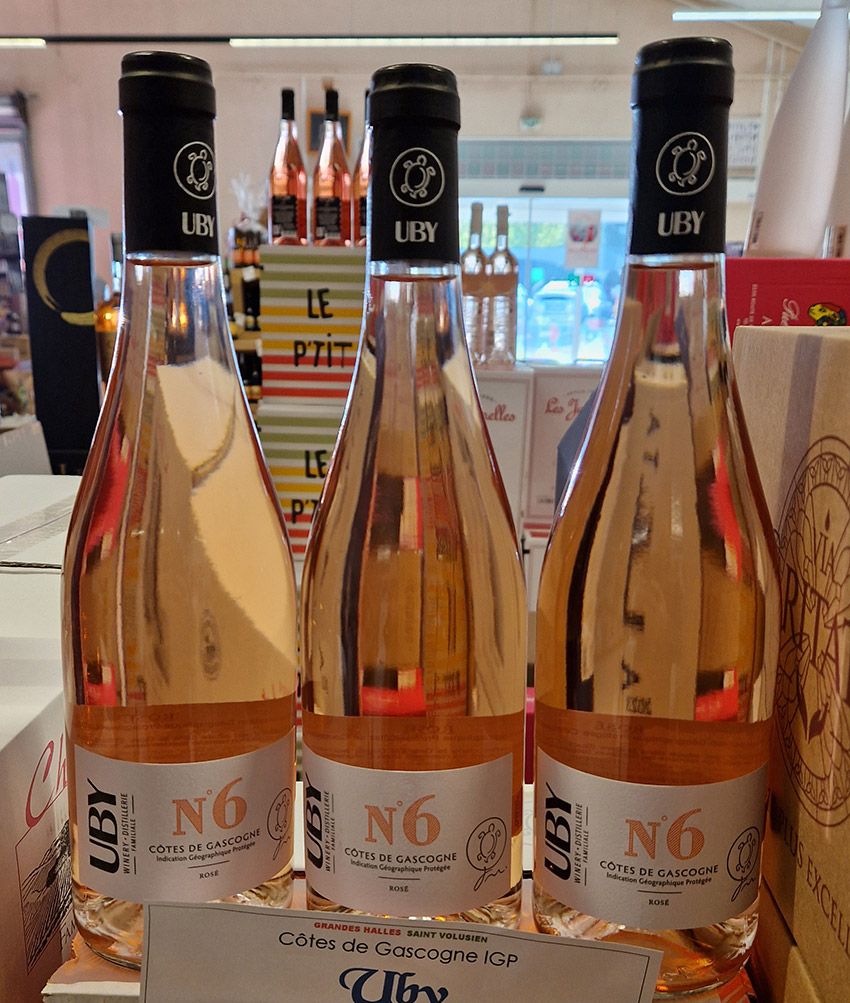 UBY
UBY
UBY
LE
P'TIT
LE
UBY
WINERY • DISTILLERIE
FAMILIALE
N°6
CÔTES DE GASCOGNE
Indication Géographique Protégée
ROSÉ
UBY
WINERY • DISTILLERIE
FAMILIALE
N°6
CÔTES DE GASCOGNE
Indication Géographique Protégée
ROSÉ
UBY
WINERY • DISTILLERIE
FAMILIALE
N°6
CÔTES DE GASCOGNE
Indication Géographique Protégée
ROSÉ
VIA
GRANDES HALLES SAINT VOLUSIEN
Côtes de Gascogne IGP
Uby